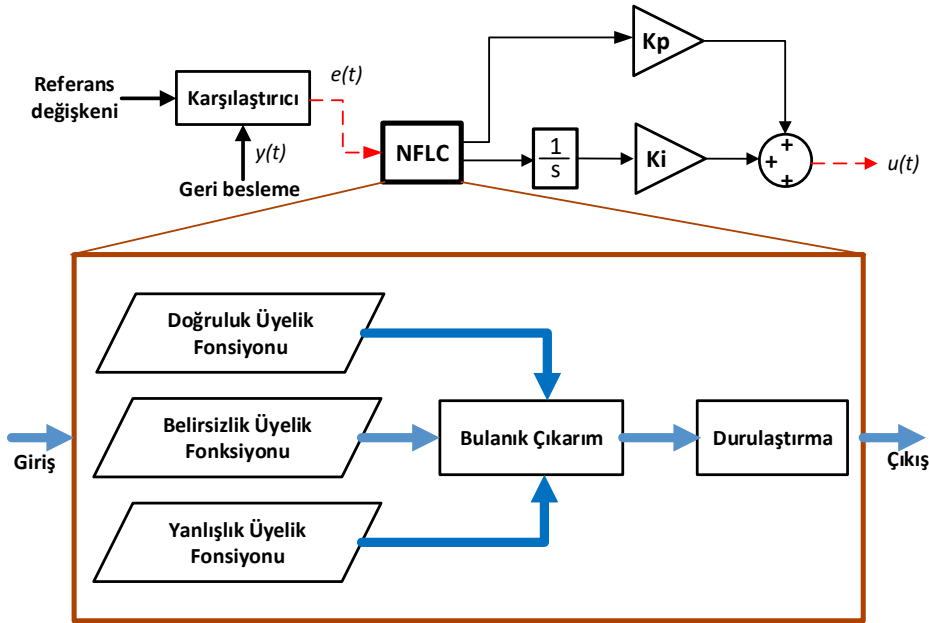 Referans
değişkeni
Karşılaştırıcı
e(t)
y(t)
Geri besleme
NFLC
Kp
1
s
Ki
+
+
+
u(t)
Giriş
Doğruluk Üyelik
Fonsiyonu
Belirsizlik Üyelik
Fonksiyonu
Yanlışlık Üyelik
Fonsiyonu
Bulanık Çıkarım
Durulaştırma
Çıkış